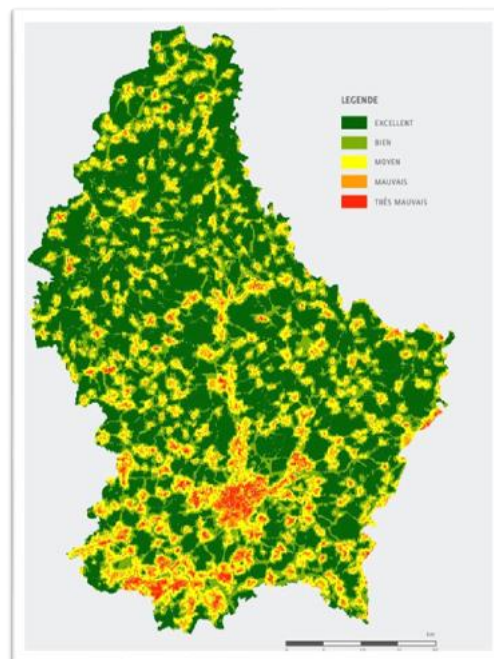 LEGENDE
EXCELLENT
BIEN
MOYEN
MAUVAIS
TRÈS MAUVAIS